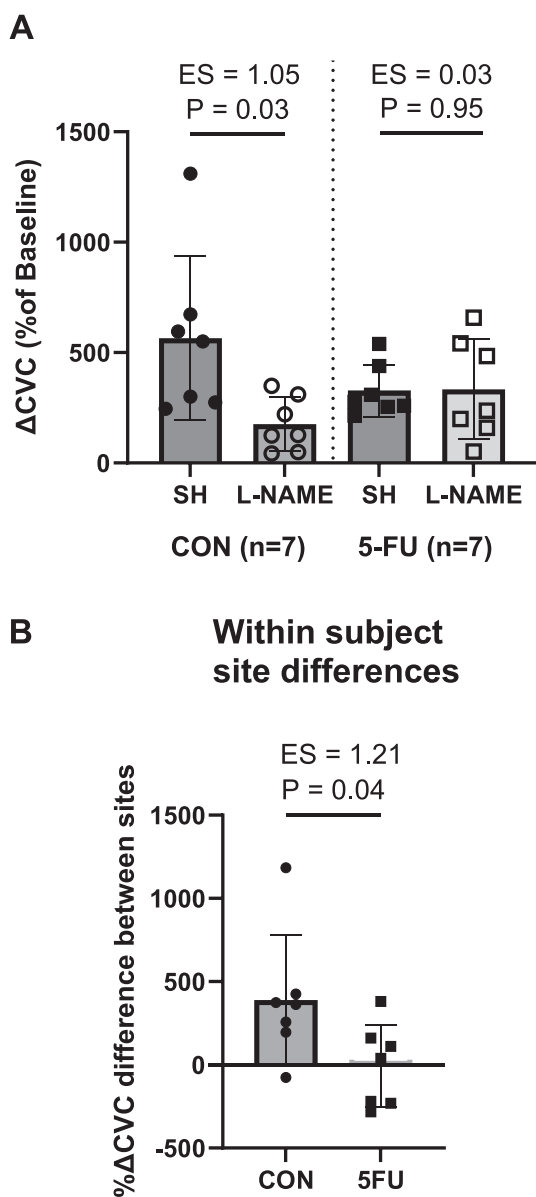 A
ES = 1.05 ES = 0.03
P = 0.03 P = 0.95
ΔCVC (%of Baseline)
1500
1000
500
0
SH L-NAME SH L-NAME
CON (n=7) 5-FU (n=7)
B
Within subject
site differences
ES = 1.21
P = 0.04
%ΔCVC difference between sites
1500
1000
500
0
-500
CON 5FU